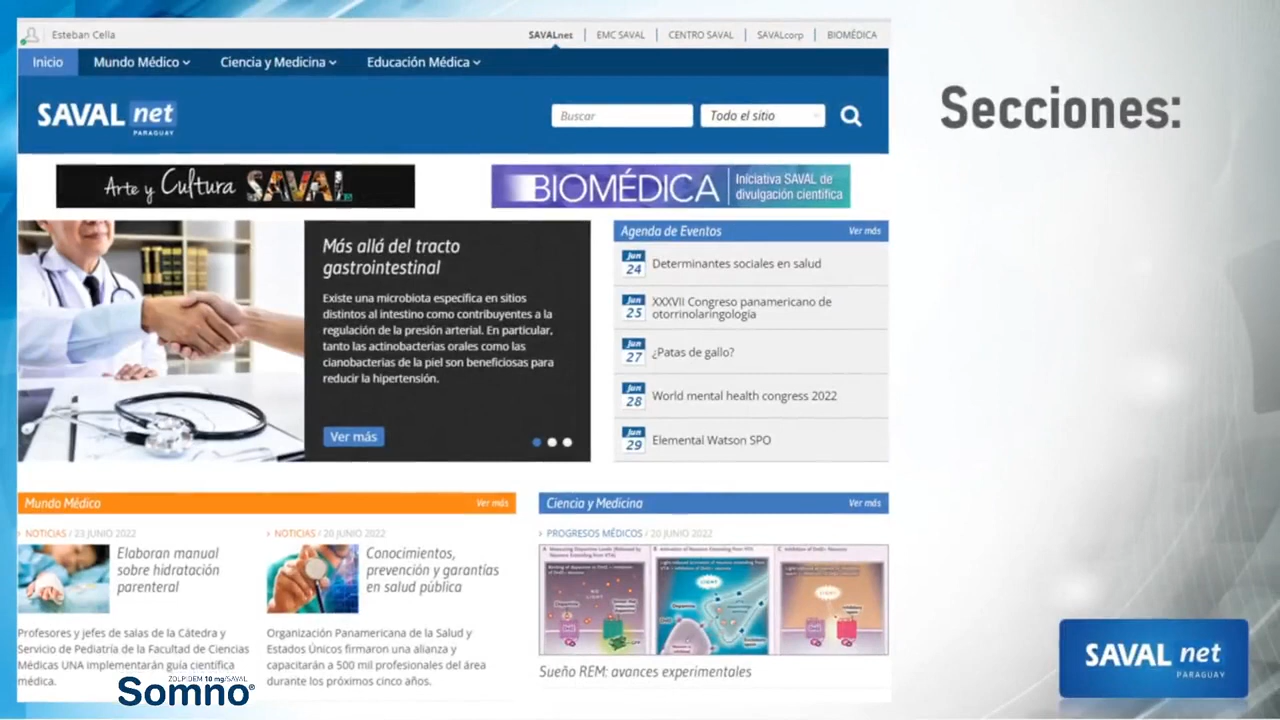 Esteban Cella
SAVALnet | EMC SAVAL | CENTRO SAVAL | SAVALcorp | BIOMÉDICA
Inicio Mundo Médico Ciencia y Medicina Educación Médica
SAVAL net
PARAGUAY
Buscar
Todo el sitio
Secciones:
Arte y Cultura SAVAL
BIOMÉDICA
Iniciativa SAVAL de
divulgación científica
Más allá del tracto
gastrointestinal
Existe una microbiota específica en sitios
distintos al intestino como contribuyentes a la
regulación de la presión arterial. En particular,
tanto las actinobacterias orales como las
cianobacterias de la piel son beneficiosas para
reducir la hipertensión.
Ver más
Agenda de Eventos Ver más
Jun
24
Determinantes sociales en salud
Jun
25
XXXVII Congreso panamericano de
otorrinolaringología
Jun
27
¿Patas de gallo?
Jun
28
World mental health congress 2022
Jun
29
Elemental Watson SPO
Mundo Médico Ver más
› NOTICIAS / 23 JUNIO 2022
Elaboran manual
sobre hidratación
parenteral
Profesores y jefes de salas de la Cátedra y
Servicio de Pediatría de la Facultad de Ciencias
Médicas UNA implementarán guía científica
médica.
› NOTICIAS / 20 JUNIO 2022
Conocimientos,
prevención y garantías
en salud pública
Organización Panamericana de la Salud y
Estados Unidos firmaron una alianza y
capacitarán a 500 mil profesionales del área
durante los próximos cinco años.
Ciencia y Medicina Ver más
› PROGRESOS MÉDICOS / 20 JUNIO 2022
NO
LIGHT
LIGHT
LIGHT
Sueño REM: avances experimentales
ZOLPIDEM 10 mg/SAVAL
Somno®
SAVAL net
PARAGUAY